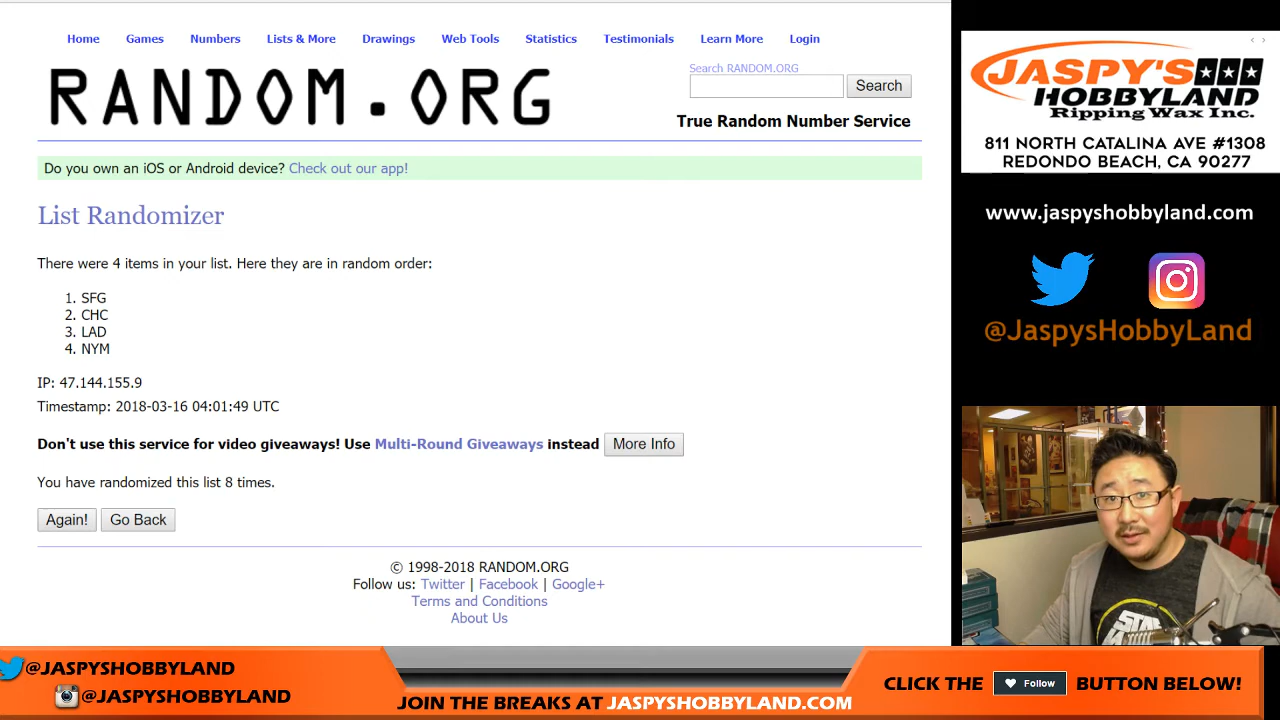 Home Games Numbers Lists & More Drawings Web Tools Statistics Testimonials Learn More Login
RANDOM.ORG
Search RANDOM.ORG
Search
True Random Number Service
Do you own an iOS or Android device? Check out our app!
List Randomizer
There were 4 items in your list. Here they are in random order:
1. SFG
2. CHC
3. LAD
4. NYM
IP: 47.144.155.9
Timestamp: 2018-03-16 04:01:49 UTC
Don't use this service for video giveaways! Use Multi-Round Giveaways instead More Info
You have randomized this list 8 times.
Again! Go Back
© 1998-2018 RANDOM.ORG
Follow us: Twitter | Facebook | Google+
Terms and Conditions
About Us
JASPY'S
HOBBYLAND
Ripping Wax Inc.
811 NORTH CATALINA AVE #1308
REDONDO BEACH, CA 90277
www.jaspyshobbyland.com
@JaspysHobbyLand
@JASPYSHOBBYLAND
@JASPYSHOBBYLAND
JOIN THE BREAKS AT JASPYSHOBBYLAND.COM
CLICK THE Follow BUTTON BELOW!